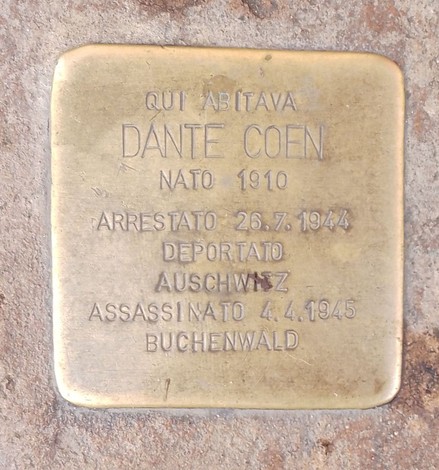 QUI ABITAVA
DANTE COEN
NATO 1910
ARRESTATO 26.7.1944
DEPORTATO
AUSCHWITZ
ASSASSINATO 4.4.1945
BUCHENWALD